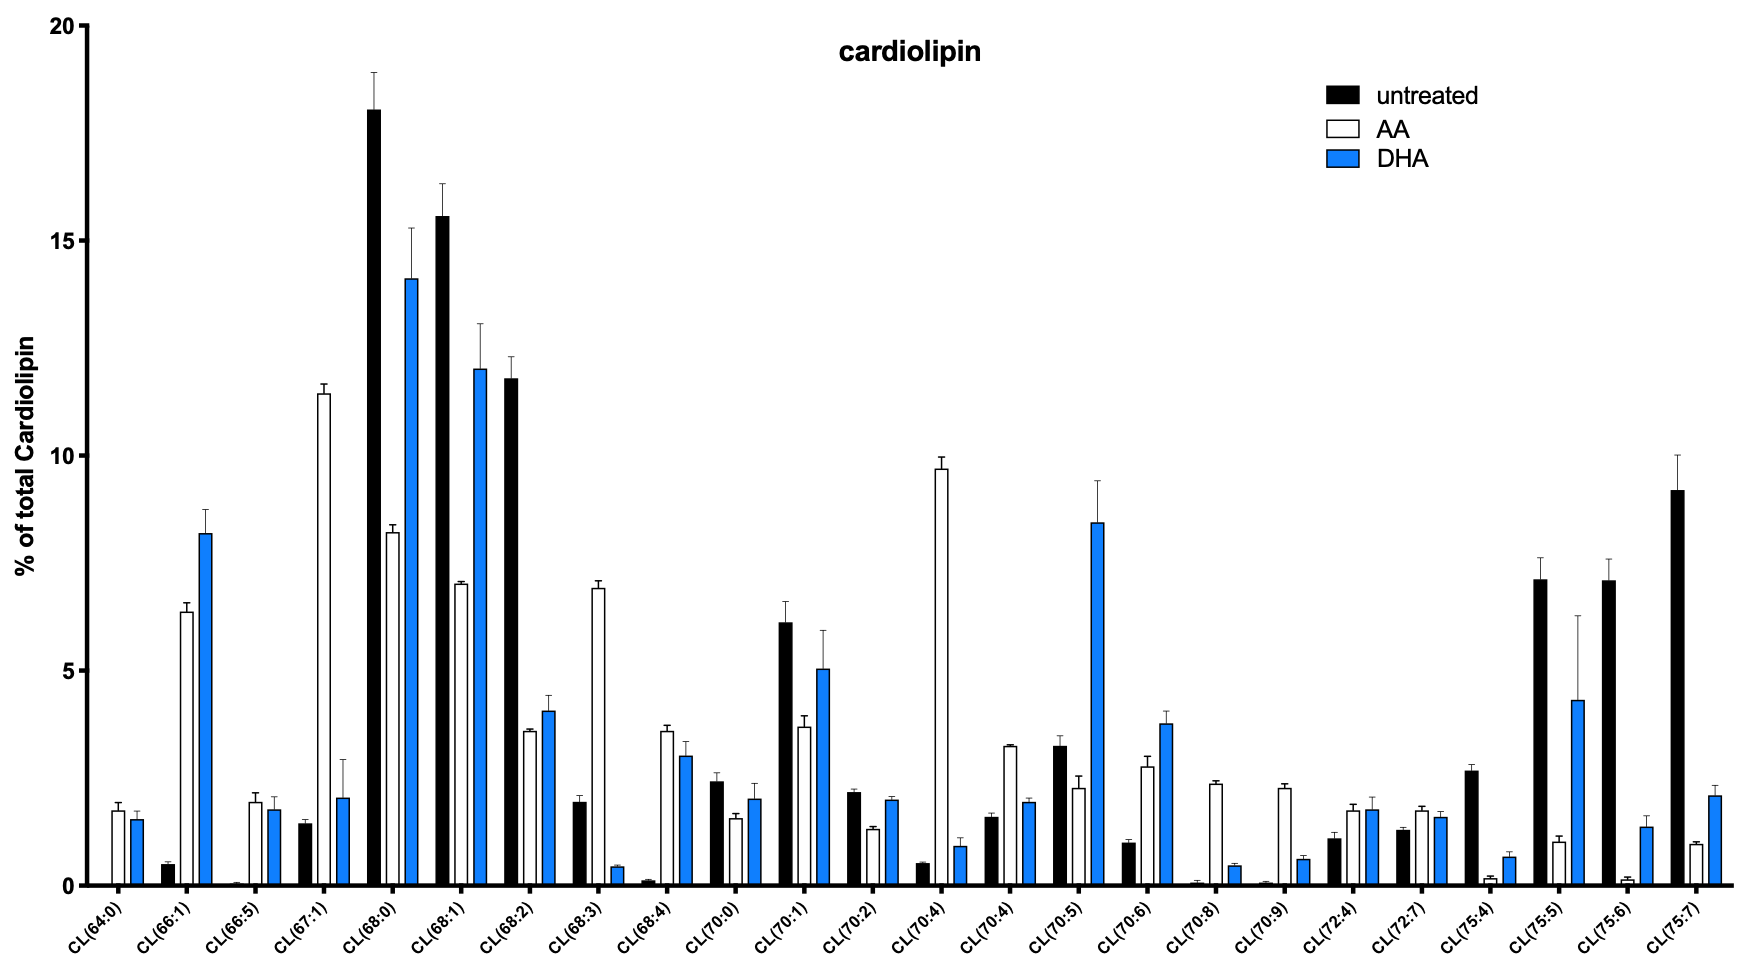 cardiolipin
untreated
AA
DHA
% of total Cardiolipin
20
15
10
5
0
CL(64:0)
CL(66:1)
CL(66:5)
CL(67:1)
CL(68:0)
CL(68:1)
CL(68:2)
CL(68:3)
CL(68:4)
CL(70:0)
CL(70:1)
CL(70:2)
CL(70:4)
CL(70:4)
CL(70:5)
CL(70:6)
CL(70:8)
CL(70:9)
CL(72:4)
CL(72:7)
CL(75:4)
CL(75:5)
CL(75:6)
CL(75:7)